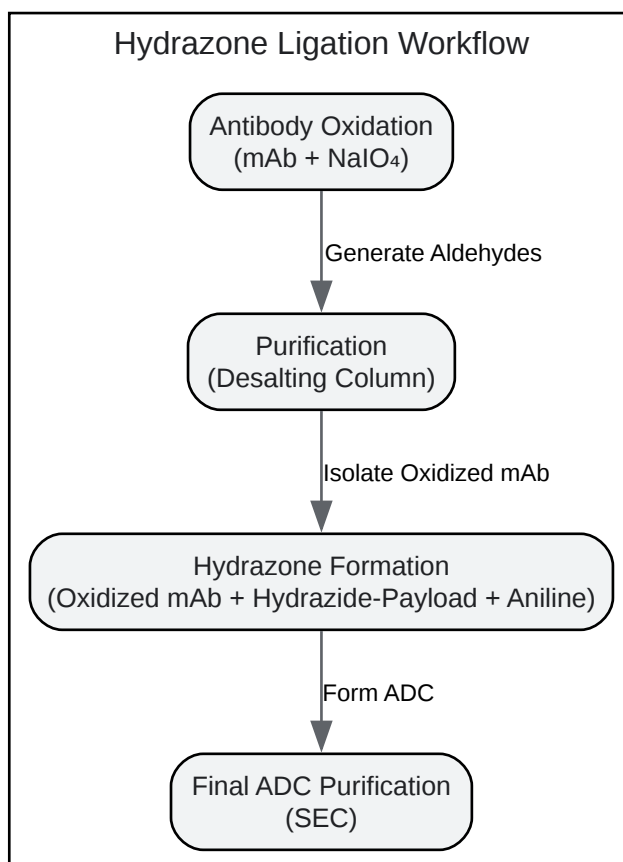 Hydrazone Ligation Workflow
Antibody Oxidation
(mAb + NaIO₄)
Generate Aldehydes
Purification
(Desalting Column)
Isolate Oxidized mAb
Hydrazone Formation
(Oxidized mAb + Hydrazide-Payload + Aniline)
Form ADC
Final ADC Purification
(SEC)